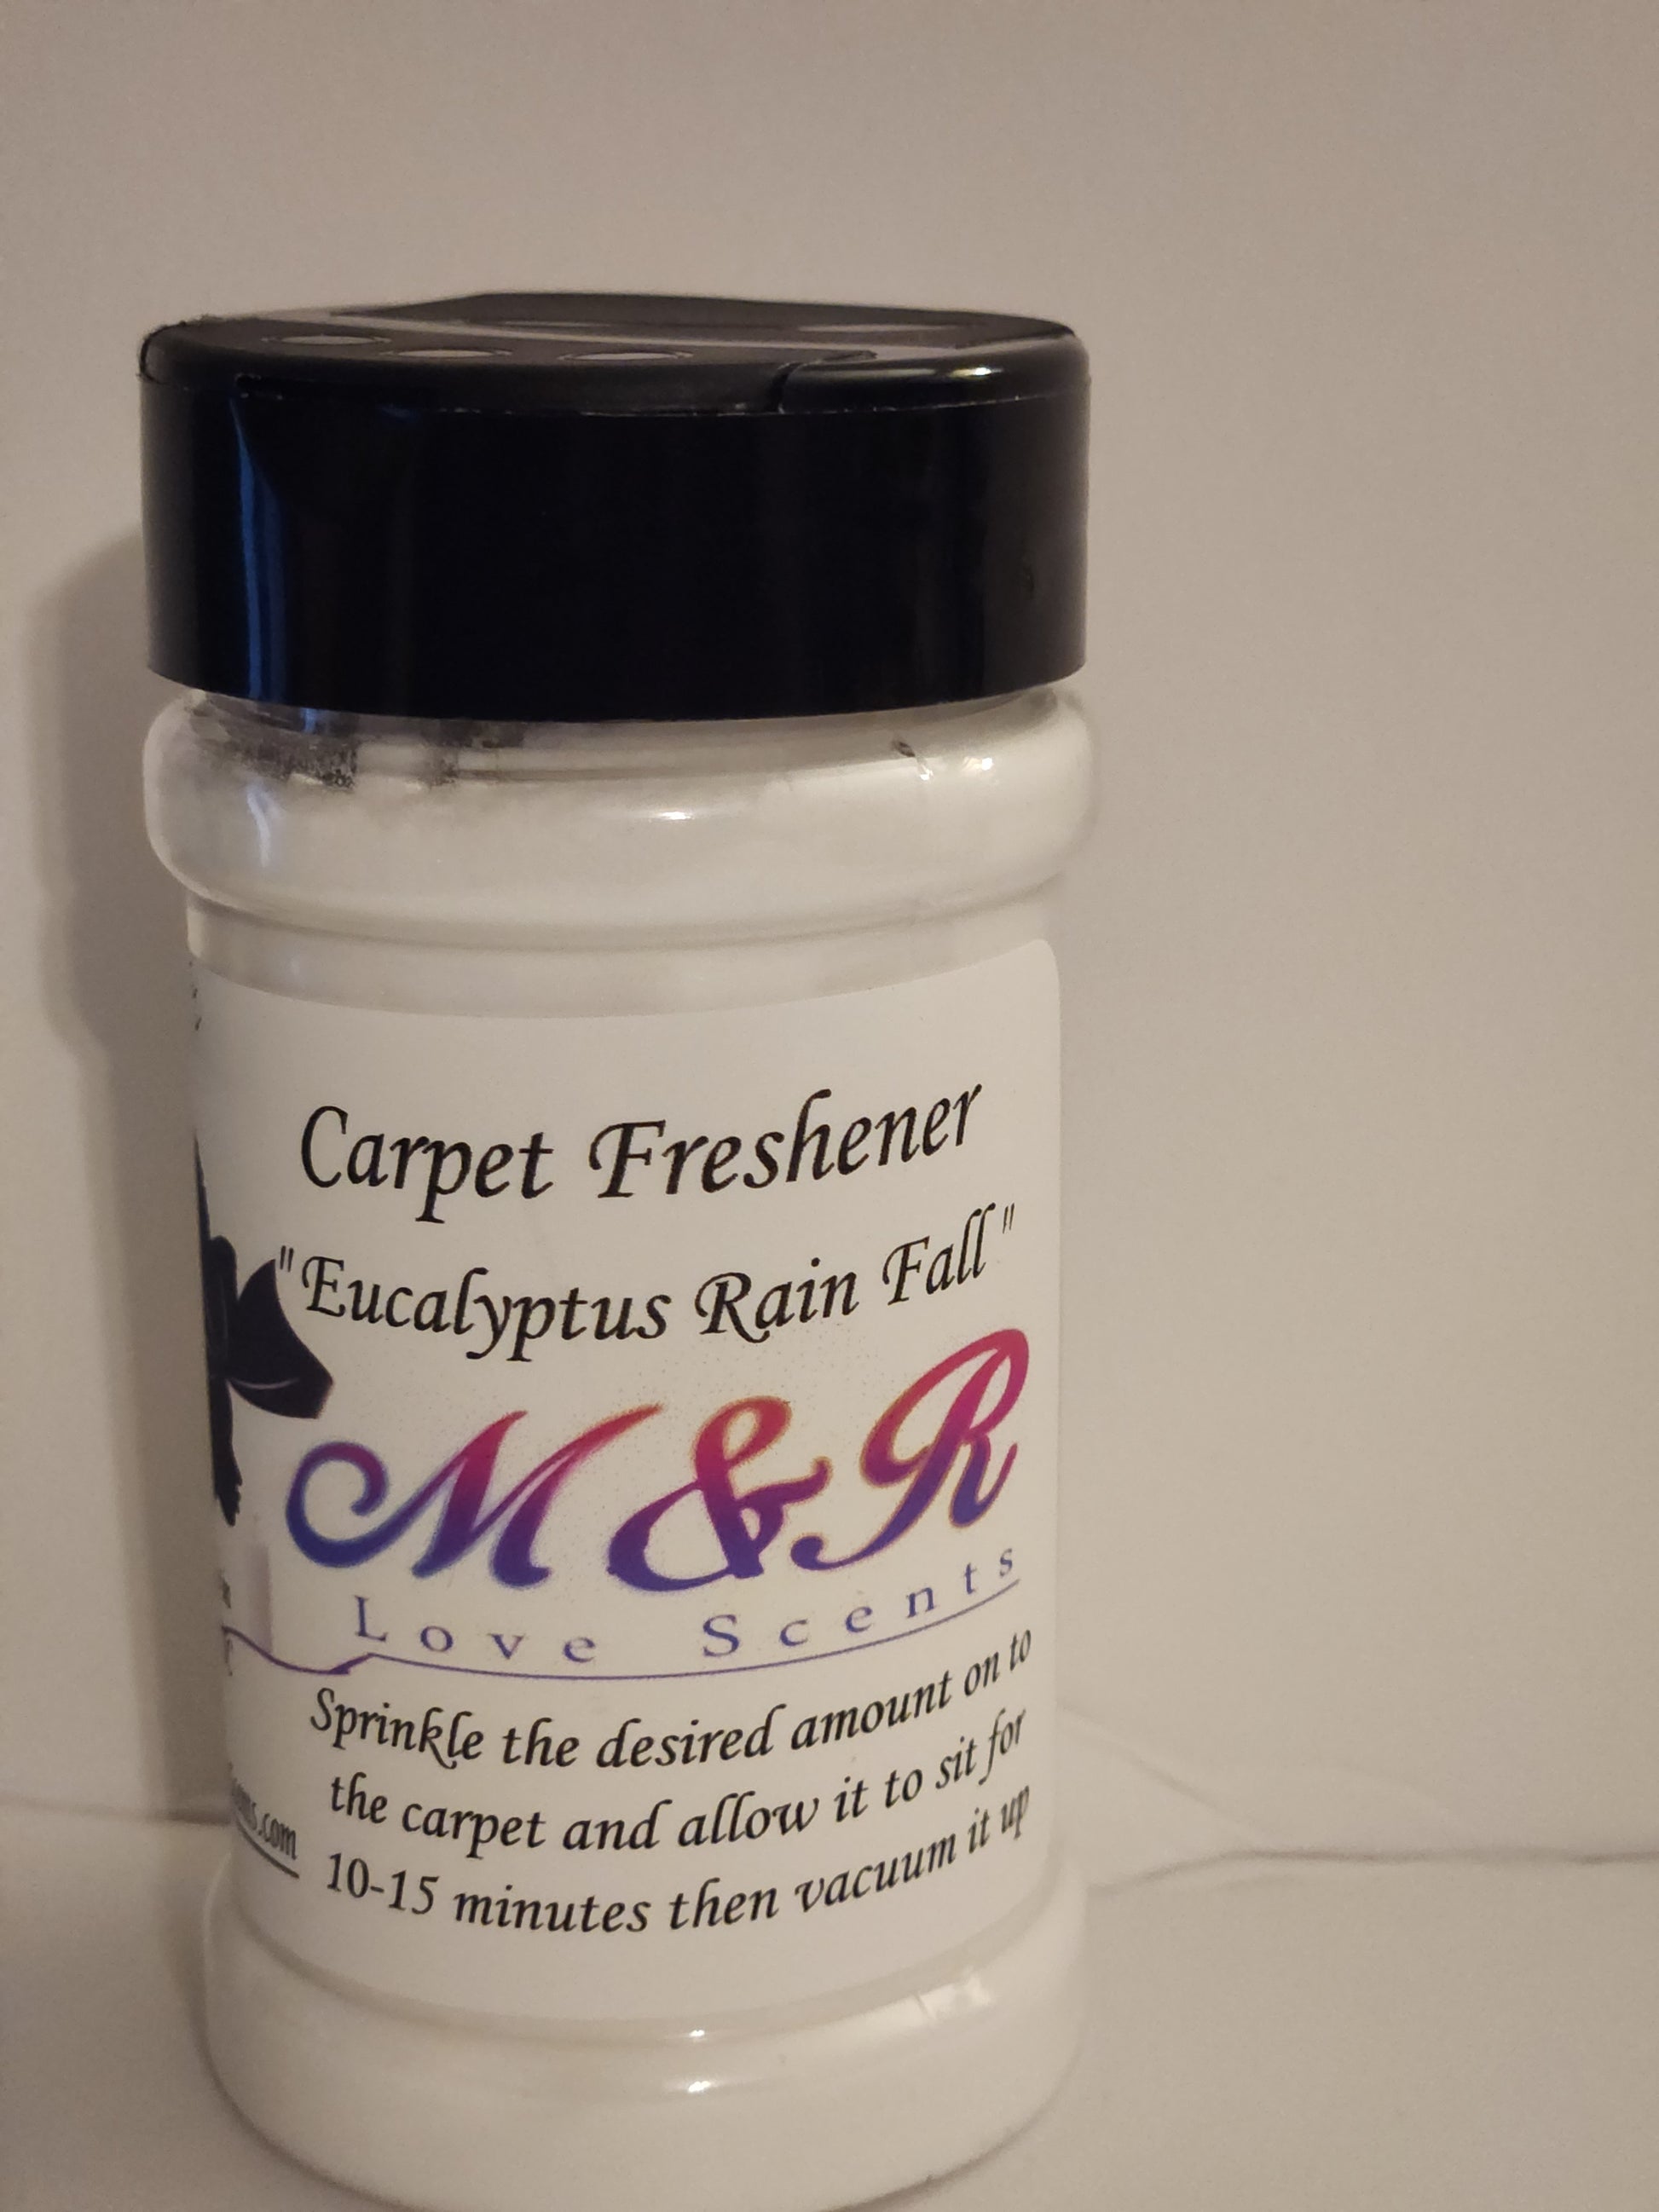 Carpet Freshener
"Eucalyptus Rain Fall"
M&R
Love Scents
Sprinkle the desired amount on to
the carpet and allow it to sit for
10-15 minutes then vacuum it up
.com